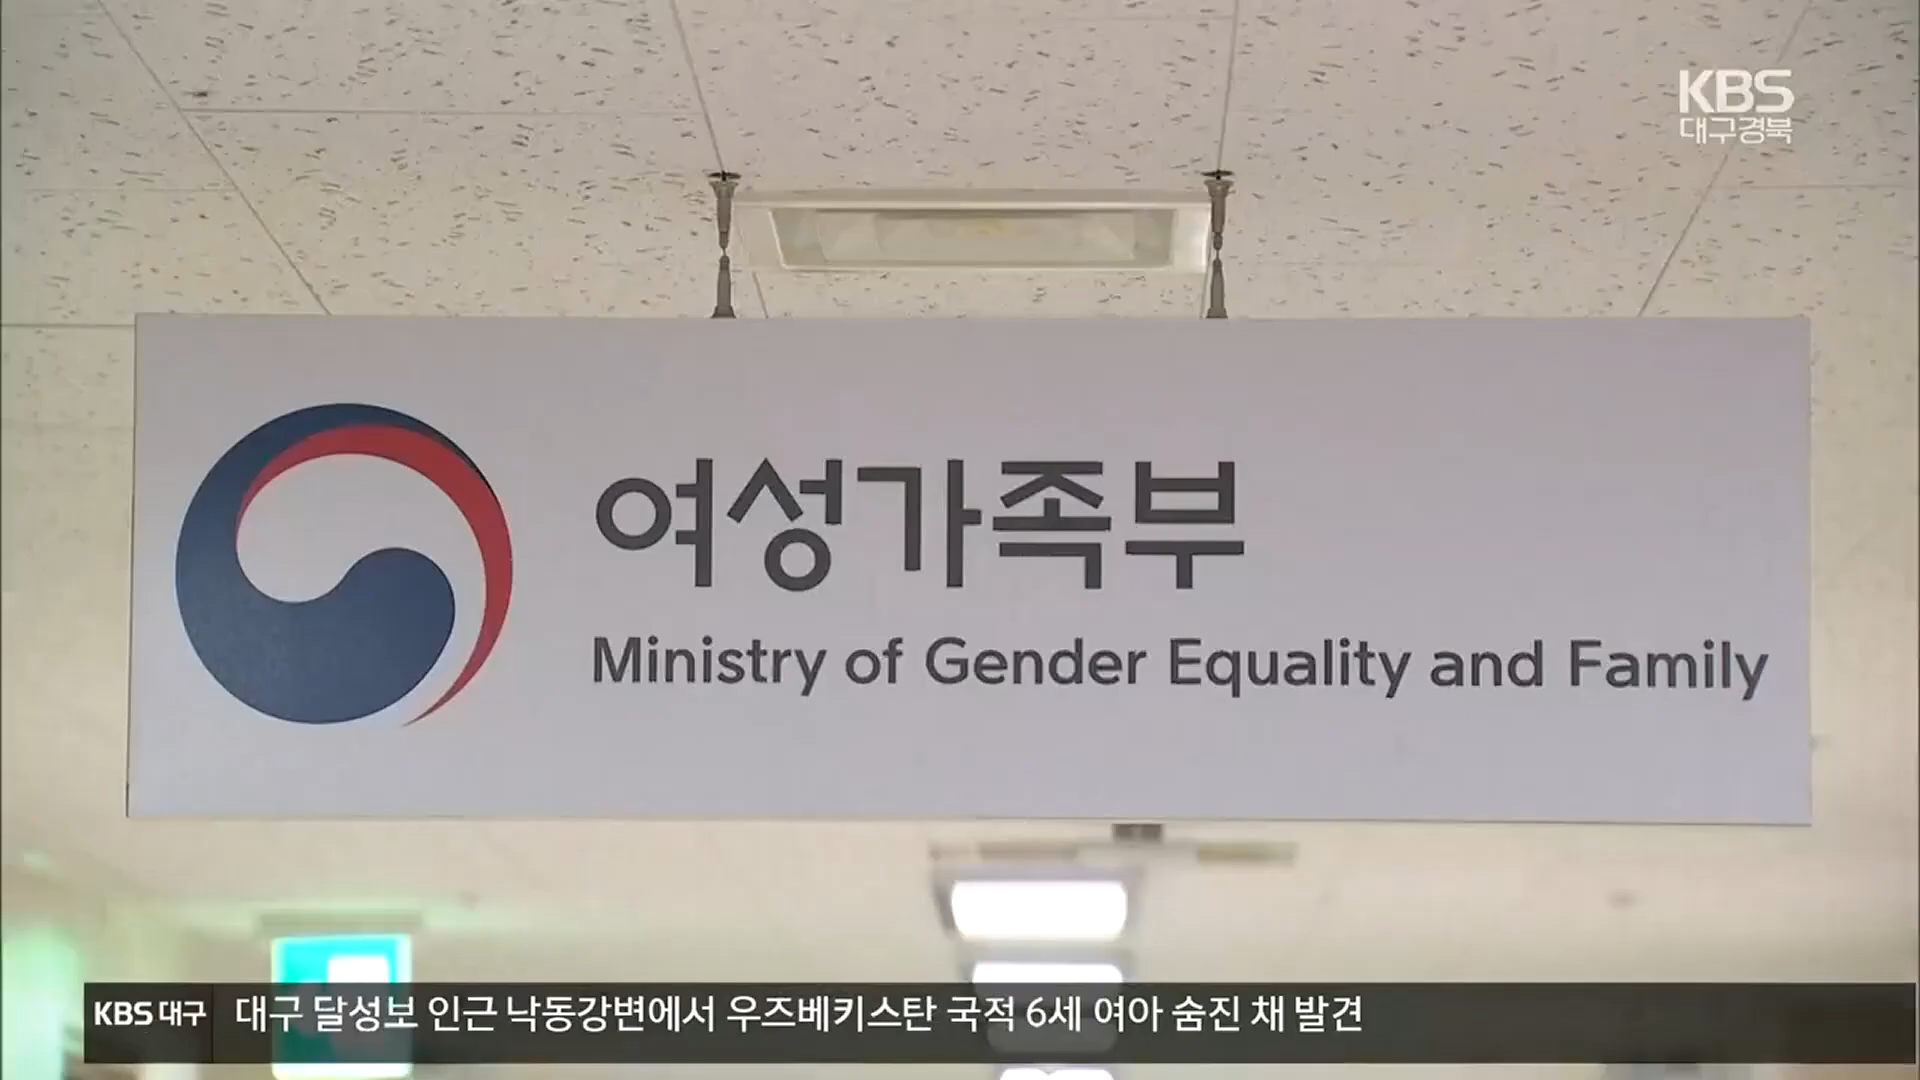 KBS
대구경북
여성가족부
Ministry of Gender Equality and Family
KBS 대구 대구 달성보 인근 낙동강변에서 우즈베키스탄 국적 6세 여아 숨진 채 발견